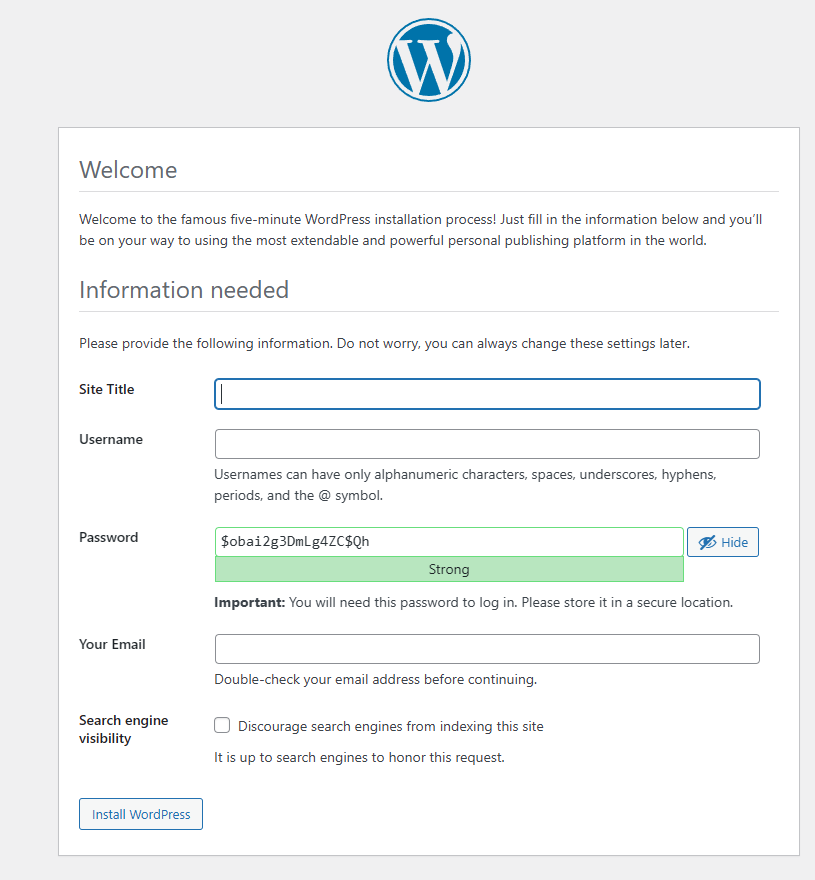 Welcome
Welcome to the famous five-minute WordPress installation process! Just fill in the information below and you’ll
be on your way to using the most extendable and powerful personal publishing platform in the world.
Information needed
Please provide the following information. Do not worry, you can always change these settings later.
Site Title
Username
Usernames can have only alphanumeric characters, spaces, underscores, hyphens,
periods, and the @ symbol.
Password
$obai2g3DmLg4ZC$Qh
Hide
Strong
Important: You will need this password to log in. Please store it in a secure location.
Your Email
Double-check your email address before continuing.
Search engine
visibility
Discourage search engines from indexing this site
It is up to search engines to honor this request.
Install WordPress